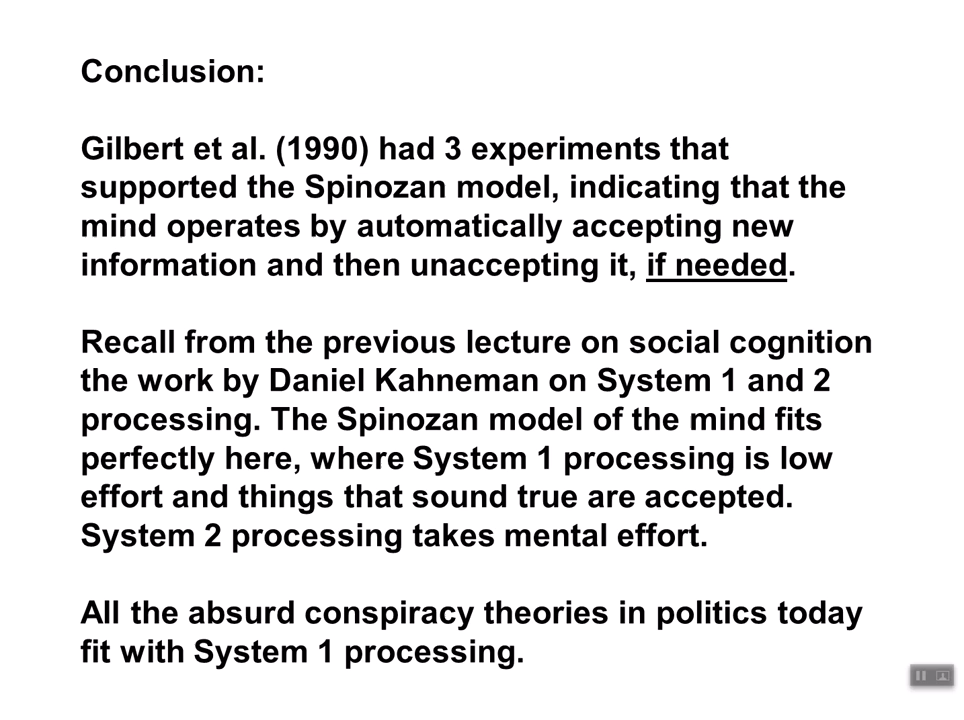 Conclusion:
Gilbert et al. (1990) had 3 experiments that
supported the Spinozan model, indicating that the
mind operates by automatically accepting new
information and then unaccepting it, if needed.
Recall from the previous lecture on social cognition
the work by Daniel Kahneman on System 1 and 2
processing. The Spinozan model of the mind fits
perfectly here, where System 1 processing is low
effort and things that sound true are accepted.
System 2 processing takes mental effort.
All the absurd conspiracy theories in politics today
fit with System 1 processing.